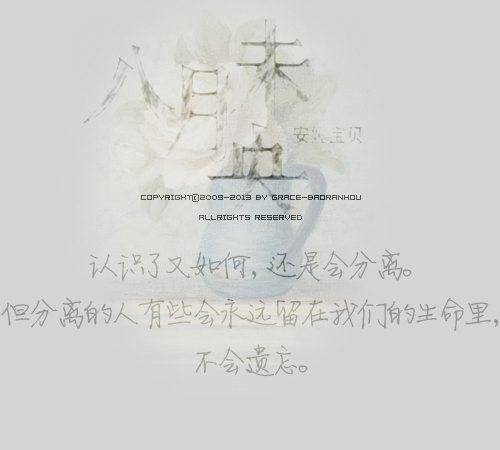 八月未央
安妮宝贝
COPYRIGHT©2009-2013 BY GRACE-BAORANHOU
ALLRIGHTS RESERVED
认识了又如何，还是会分离。
但分离的人有些会永远留在我们的生命里，
不会遗忘。